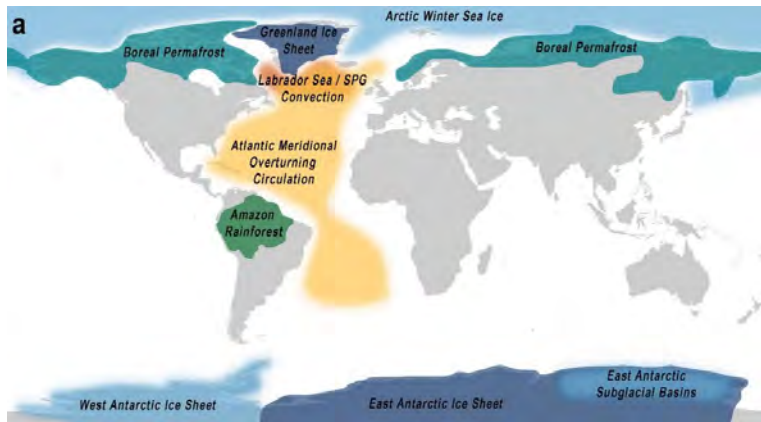 a
Arctic Winter Sea Ice
Greenland Ice
Sheet
Boreal Permafrost
Boreal Permafrost
Labrador Sea / SPG
Convection
Atlantic Meridional
Overturning
Circulation
Amazon
Rainforest
East Antarctic
Subglacial Basins
West Antarctic Ice Sheet
East Antarctic Ice Sheet